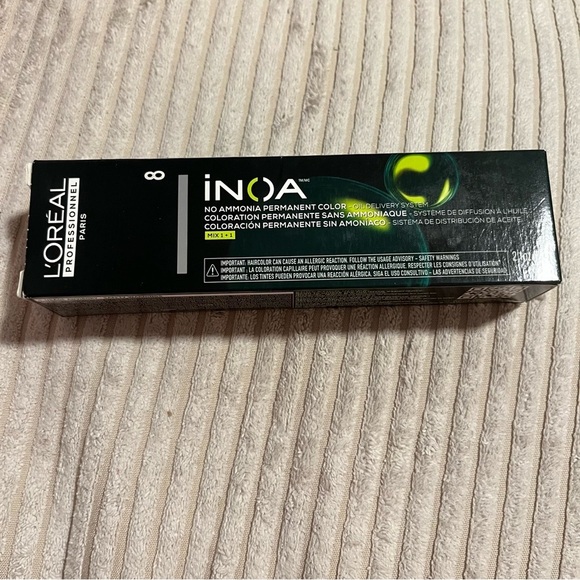 L'ORÉAL
PROFESSIONNEL
PARIS
8
iNOA
NO AMMONIA PERMANENT COLOR - OIL DELIVERY SYSTEM
COLORATION PERMANENTE SANS AMMONIAQUE - SYSTÈME DE DIFFUSION À L'HUILE
COLORACIÓN PERMANENTE SIN AMONIACO - SISTEMA DE DISTRIBUCIÓN DE ACEITE
MIX 1+1
IMPORTANT: HAIRCOLOR CAN CAUSE AN ALLERGIC REACTION. FOLLOW THE USAGE ADVISORY - SAFETY WARNINGS
IMPORTANT: LA COLORATION CAPILLAIRE PEUT PROVOQUER UNE RÉACTION ALLERGIQUE. RESPECTER LES CONSIGNES D'UTILISATION
IMPORTANTE: LOS TINTES PUEDEN PROVOCAR UNA REACCIÓN ALÉRGICA. SIGA EL USO CONSULTIVO - LAS ADVERTENCIAS DE SEGURIDAD